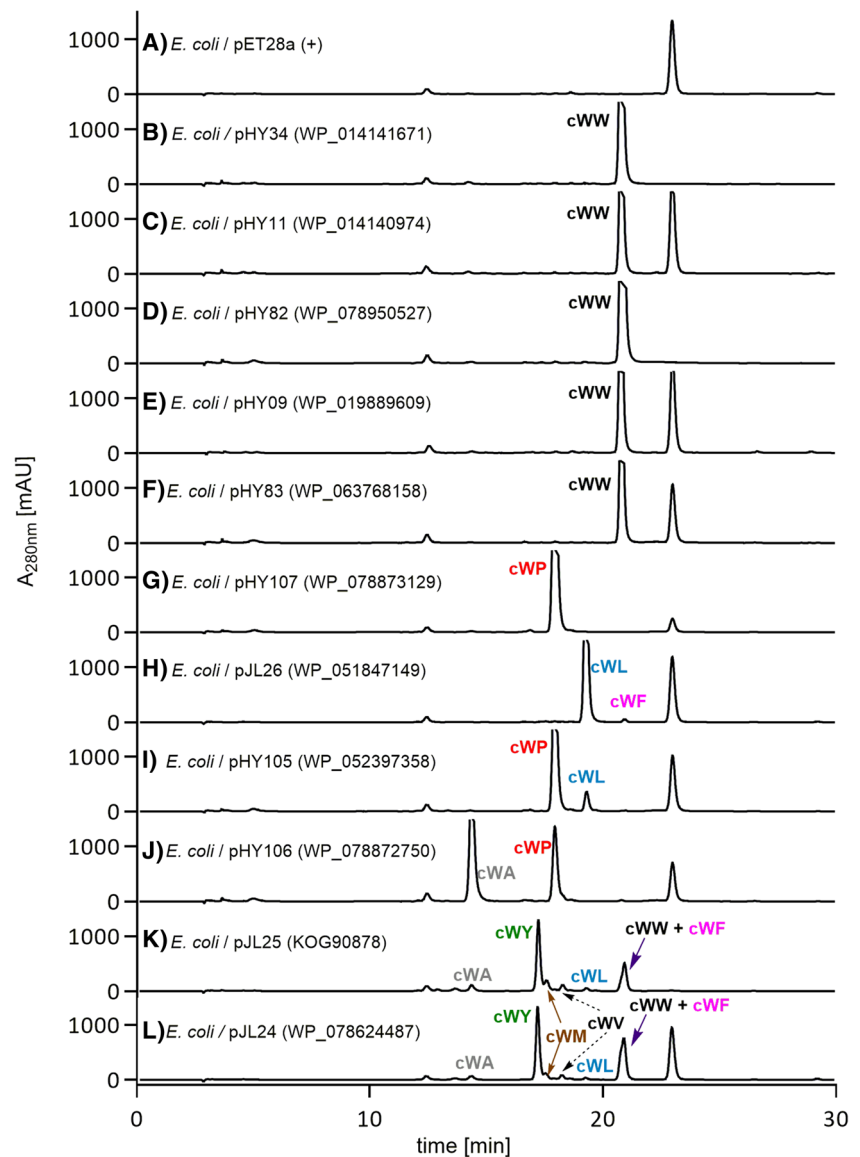 A) E. coli / pET28a (+)
1000
0
B) E. coli / pHY34 (WP_014141671)
cWW
1000
0
C) E. coli / pHY11 (WP_014140974)
cWW
1000
0
D) E. coli / pHY82 (WP_078950527)
cWW
1000
0
E) E. coli / pHY09 (WP_019889609)
cWW
1000
0
F) E. coli / pHY83 (WP_063768158)
cWW
1000
0
G) E. coli / pHY107 (WP_078873129)
cWP
1000
0
H) E. coli / pJL26 (WP_051847149)
cWL
cWF
1000
0
I) E. coli / pHY105 (WP_052397358)
cWP
cWL
1000
0
J) E. coli / pHY106 (WP_078872750)
cWP
cWA
1000
0
K) E. coli / pJL25 (KOG90878)
cWY
cWW + cWF
cWA
cWL
1000
0
L) E. coli / pJL24 (WP_078624487)
cWY
cWM
cWV
cWW + cWF
cWA
cWL
1000
0
A280nm [mAU]
0 10 20 30
time [min]